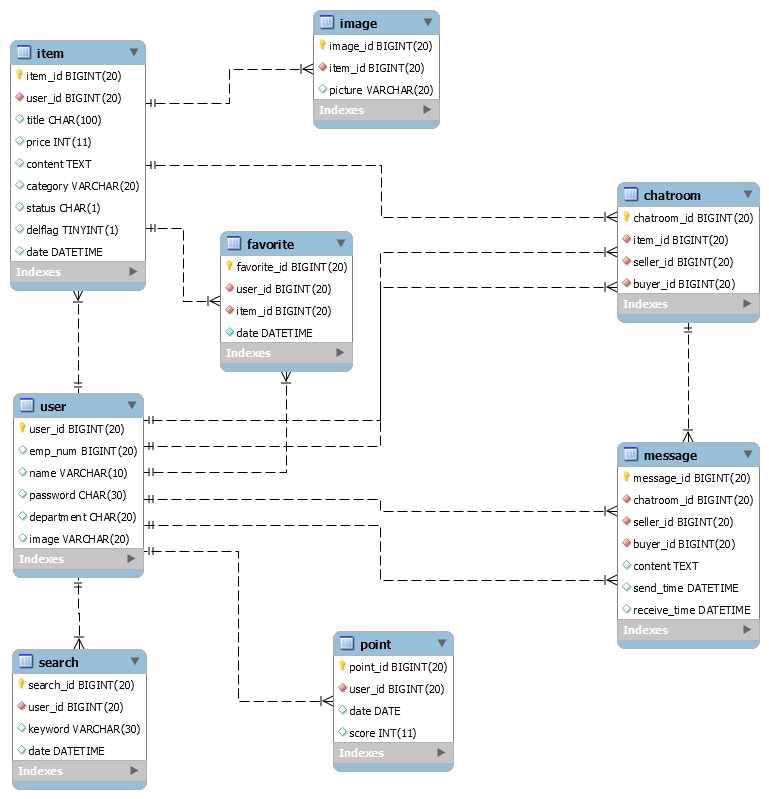 image
image_id BIGINT(20)
item_id BIGINT(20)
picture VARCHAR(20)
Indexes
item
item_id BIGINT(20)
user_id BIGINT(20)
title CHAR(100)
price INT(11)
content TEXT
category VARCHAR(20)
status CHAR(1)
delflag TINYINT(1)
date DATETIME
Indexes
chatroom
chatroom_id BIGINT(20)
item_id BIGINT(20)
seller_id BIGINT(20)
buyer_id BIGINT(20)
Indexes
favorite
favorite_id BIGINT(20)
user_id BIGINT(20)
item_id BIGINT(20)
date DATETIME
Indexes
user
user_id BIGINT(20)
emp_num BIGINT(20)
name VARCHAR(10)
password CHAR(30)
department CHAR(20)
image VARCHAR(20)
Indexes
message
message_id BIGINT(20)
chatroom_id BIGINT(20)
seller_id BIGINT(20)
buyer_id BIGINT(20)
content TEXT
send_time DATETIME
receive_time DATETIME
Indexes
search
search_id BIGINT(20)
user_id BIGINT(20)
keyword VARCHAR(30)
date DATETIME
Indexes
point
point_id BIGINT(20)
user_id BIGINT(20)
date DATE
score INT(11)
Indexes